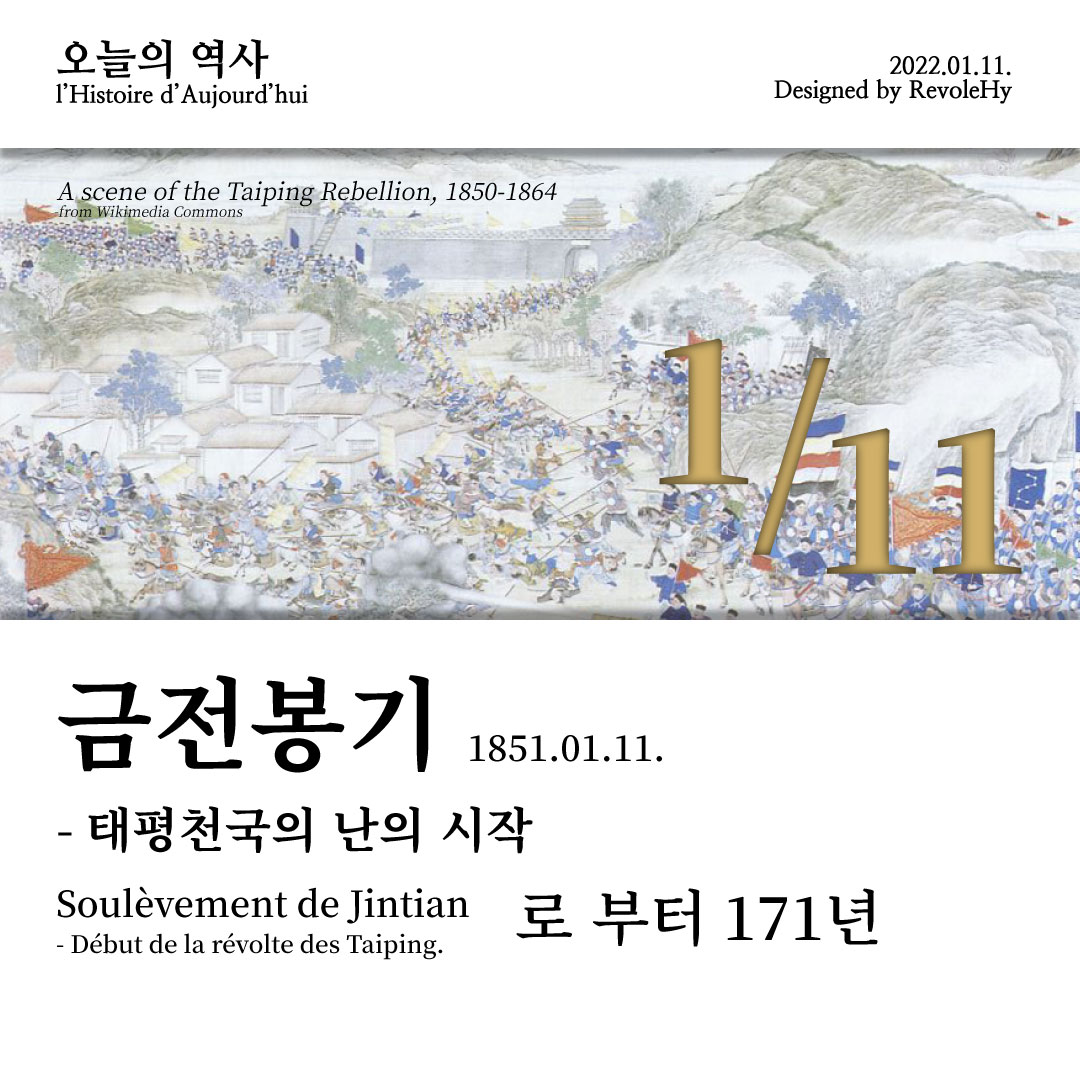 오늘의 역사
l’Histoire d’Aujourd’hui
2022.01.11.
Designed by RevoleHy
A scene of the Taiping Rebellion, 1850-1864
-from Wikimedia Commons
1/11
금전봉기 1851.01.11.
- 태평천국의 난의 시작
Soulèvement de Jintian
- Début de la révolte des Taiping.
로 부터 171년